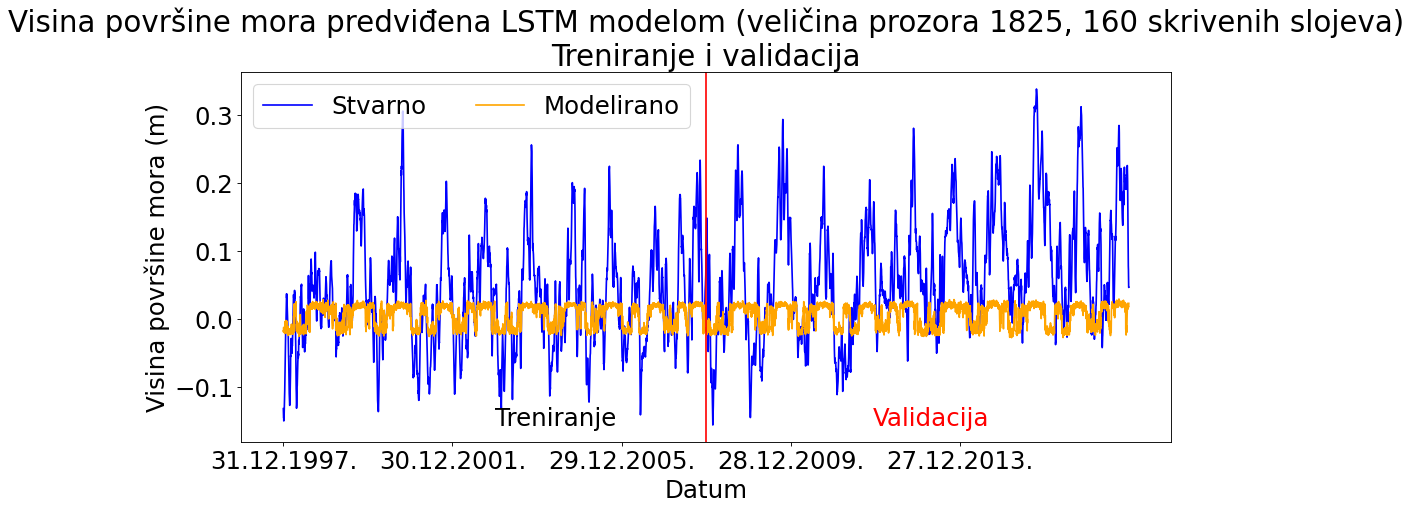 Visina površine mora predviđena LSTM modelom (veličina prozora 1825, 160 skrivenih slojeva)
Treniranje i validacija
Stvarno Modelirano
Visina površine mora (m)
0.3
0.2
0.1
0.0
−0.1
Treniranje Validacija
31.12.1997. 30.12.2001. 29.12.2005. 28.12.2009. 27.12.2013.
Datum